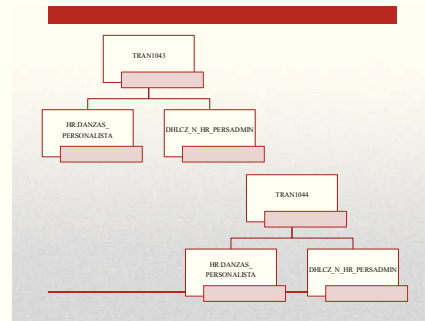 TRAN1043
HR:DANZAS_
PERSONALISTA
DHLCZ_N_HR_PERSADMIN
TRAN1044
HR:DANZAS_
PERSONALISTA
DHLCZ_N_HR_PERSADMIN